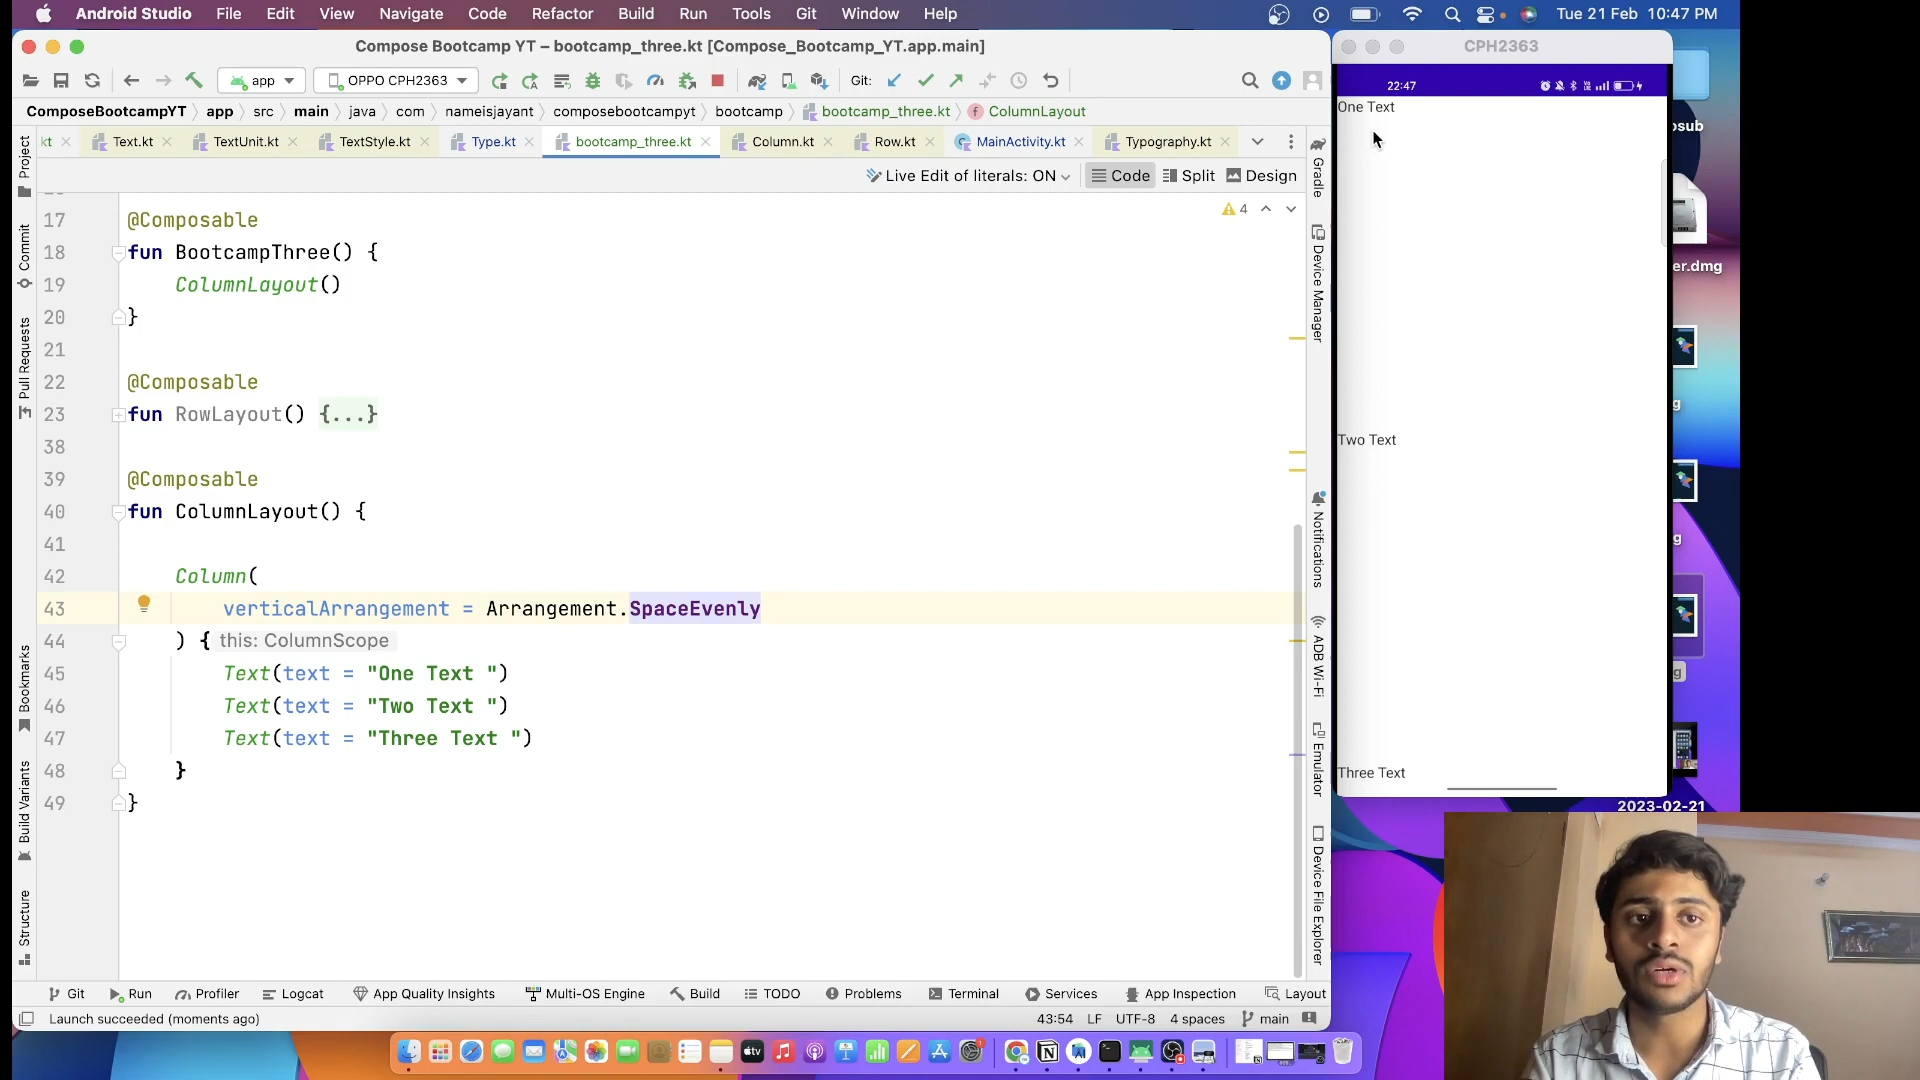 Android Studio File Edit View Navigate Code Refactor Build Run Tools Git Window Help Tue 21 Feb 10:47 PM
Compose Bootcamp YT – bootcamp_three.kt [Compose_Bootcamp_YT.app.main]
CPH2363
app OPPO CPH2363 Git:
22:47
ComposeBootcampYT app src main java com nameisjayant composebootcampyt bootcamp bootcamp_three.kt ColumnLayout
kt Text.kt TextUnit.kt TextStyle.kt Type.kt bootcamp_three.kt Column.kt Row.kt MainActivity.kt Typography.kt
Live Edit of literals: ON Code Split Design
4
17 @Composable
18 fun BootcampThree() {
19 ColumnLayout()
20 }
21
22 @Composable
23 fun RowLayout() {...}
38
39 @Composable
40 fun ColumnLayout() {
41
42 Column(
43 verticalArrangement = Arrangement.SpaceEvenly
44 ) { this: ColumnScope
45 Text(text = "One Text ")
46 Text(text = "Two Text ")
47 Text(text = "Three Text ")
48 }
49 }
Project
Commit
Pull Requests
Bookmarks
Build Variants
Structure
Gradle
Device Manager
Notifications
ADB Wi-Fi
Emulator
Device File Explorer
One Text
Two Text
Three Text
osub
er.dmg
g
g
g
2023-02-21
Git Run Profiler Logcat App Quality Insights Multi-OS Engine Build TODO Problems Terminal Services App Inspection Layout
Launch succeeded (moments ago) 43:54 LF UTF-8 4 spaces main
tv